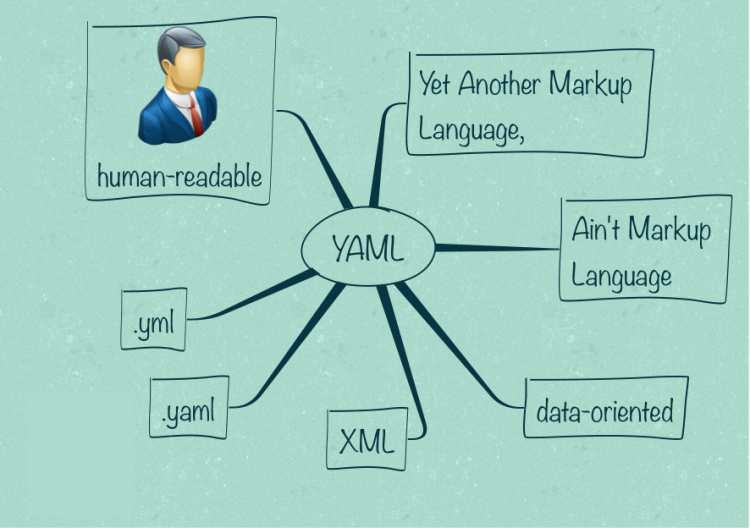 human-readable
Yet Another Markup
Language,
YAML
Ain't Markup
Language
.yml
.yaml
XML
data-oriented